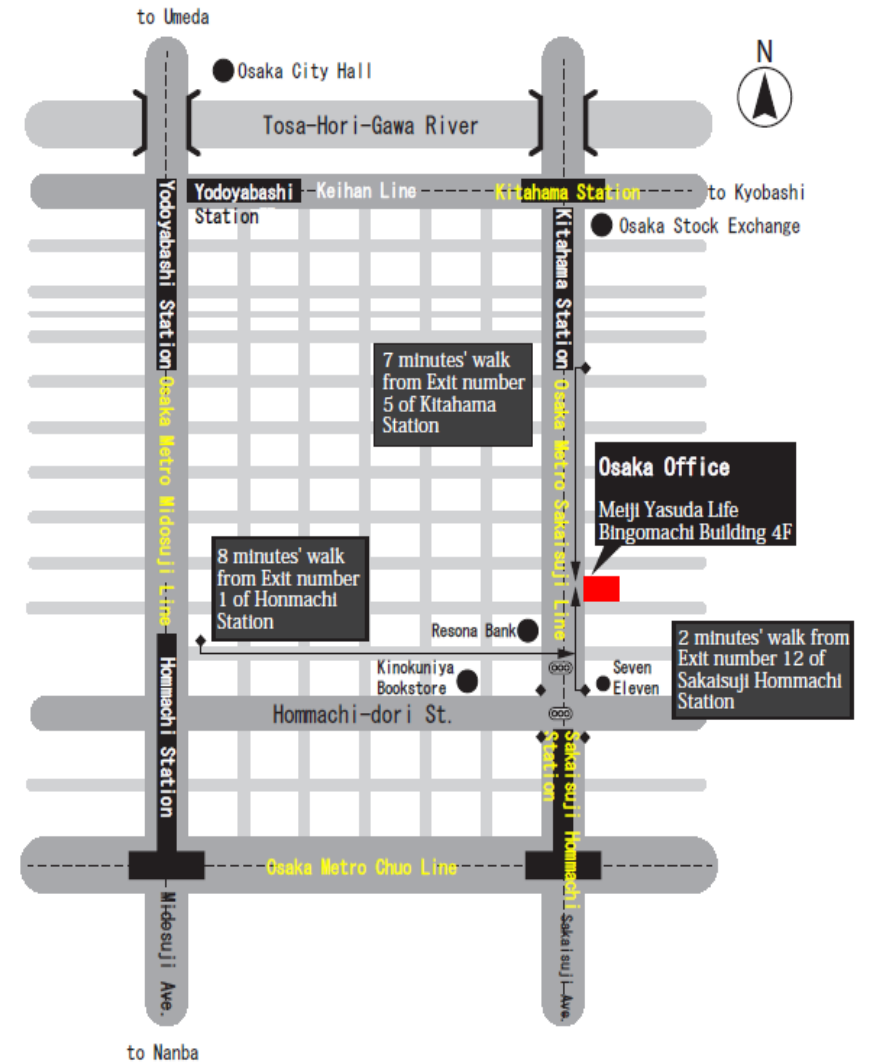 to Umeda
N
Osaka City Hall
Tosa-Hori-Gawa River
Yodoyabashi Station
Yodoyabashi
Station
Keihan Line
Kitahama Station
to Kyobashi
Kitahama Station
Osaka Stock Exchange
7 minutes' walk
from Exit number
5 of Kitahama
Station
Osaka Metro Midosuji Line
Osaka Metro Sakaisuji Line
Osaka Office
Meiji Yasuda Life
Bingomachi Building 4F
8 minutes' walk
from Exit number
1 of Honmachi
Station
Resona Bank
2 minutes' walk from
Exit number 12 of
Sakaisuji Hommachi
Station
Kinokuniya
Bookstore
Seven
Eleven
Hommachi Station
Hommachi-dori St.
Sakaisuji Hommachi
Station
Osaka Metro Chuo Line
Midosuji Ave.
Sakaisuji Ave.
to Nanba